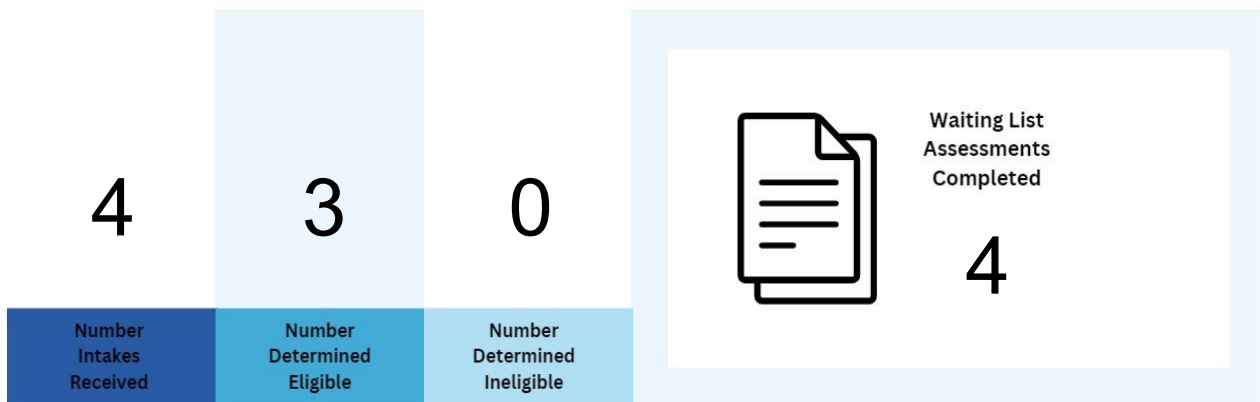 4
Number
Intakes
Received
3
Number
Determined
Eligible
0
Number
Determined
Ineligible
Waiting List
Assessments
Completed
4